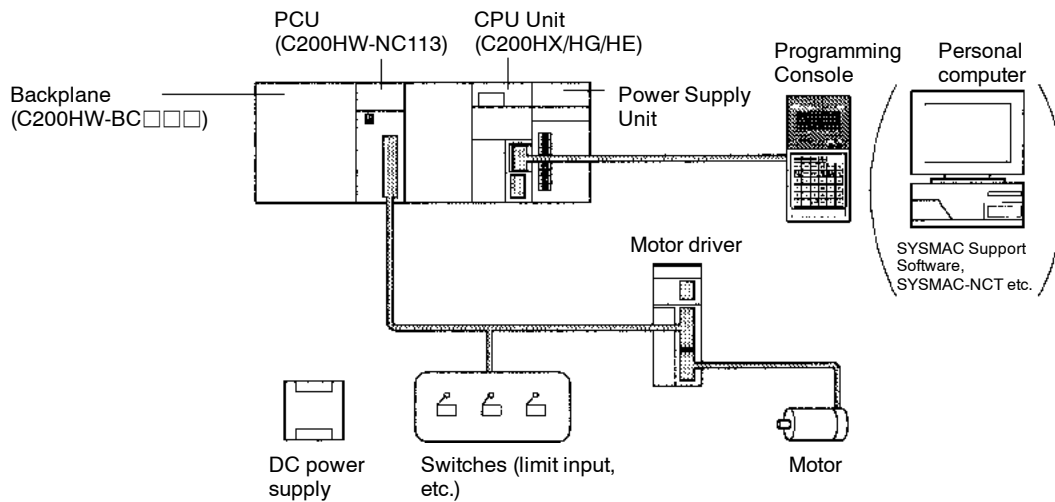 PCU
(C200HW-NC113)
CPU Unit
(C200HX/HG/HE)
Programming
Console
Personal
computer
Backplane
(C200HW-BC□□□)
Power Supply
Unit
SYSMAC Support
Software,
SYSMAC-NCT etc.
Motor driver
DC power
supply
Switches (limit input,
etc.)
Motor